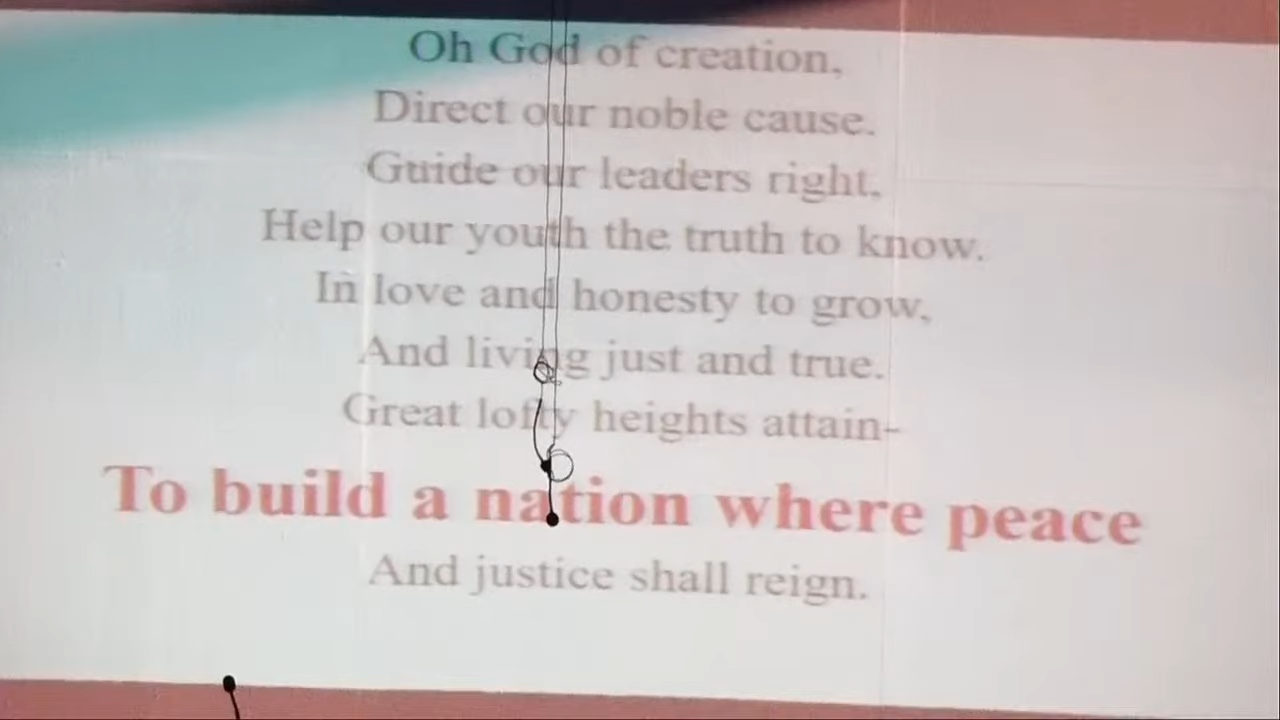 Oh God of creation,
Direct our noble cause.
Guide our leaders right,
Help our youth the truth to know.
In love and honesty to grow,
And living just and true.
Great lofty heights attain-
To build a nation where peace
And justice shall reign.